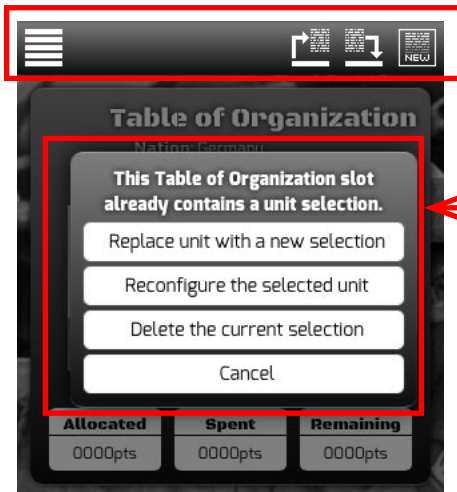 NEW
Table of Organization
Nation: Germany
This Table of Organization slot
already contains a unit selection.
Replace unit with a new selection
Reconfigure the selected unit
Delete the current selection
Cancel
Allocated Spent Remaining
0000pts 0000pts 0000pts